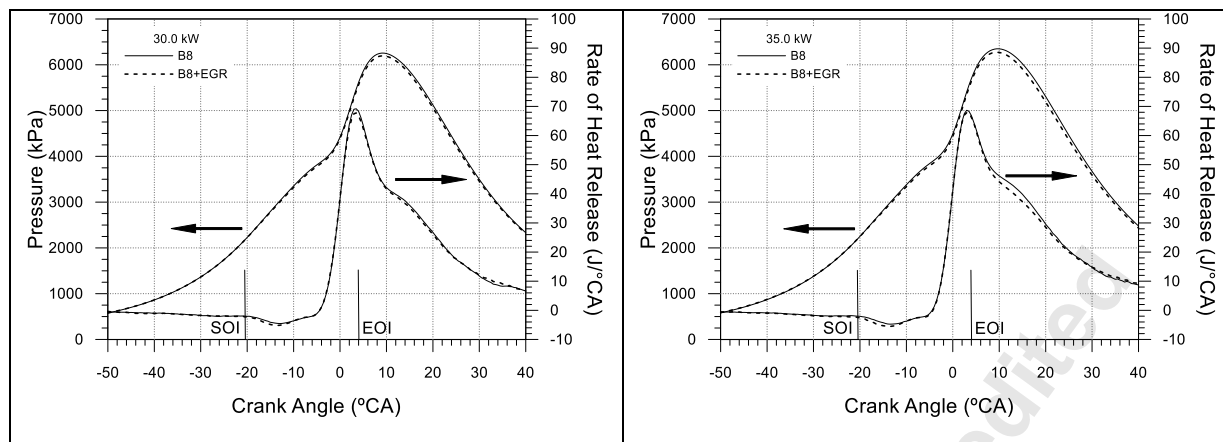 30.0 kW
B8
B8+EGR
7000
6000
5000
4000
3000
2000
1000
0
Pressure (kPa)
100
90
80
70
60
50
40
30
20
10
0
-10
Rate of Heat Release (J/°CA)
SOI
EOI
-50 -40 -30 -20 -10 0 10 20 30 40
Crank Angle (ºCA)
35.0 kW
B8
B8+EGR
7000
6000
5000
4000
3000
2000
1000
0
Pressure (kPa)
100
90
80
70
60
50
40
30
20
10
0
-10
Rate of Heat Release (J/°CA)
SOI
EOI
-50 -40 -30 -20 -10 0 10 20 30 40
Crank Angle (ºCA)
edited